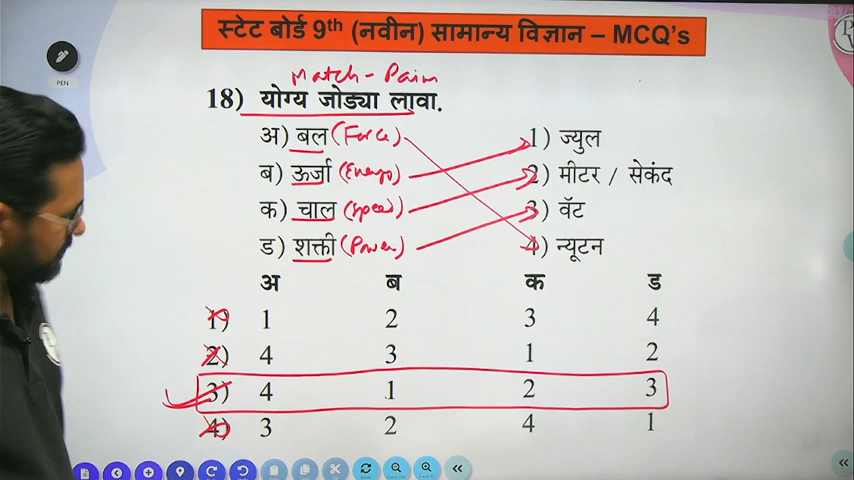 स्टेट बोर्ड 9th (नवीन) सामान्य विज्ञान – MCQ's
PEN
Match - Pairs
18) योग्य जोड्या लावा.
अ) बल (Force) 1) ज्युल
ब) ऊर्जा (Energy) 2) मीटर / सेकंद
क) चाल (Speed) 3) वॅट
ड) शक्ती (Power) 4) न्यूटन
अ ब क ड
1) 1 2 3 4
2) 4 3 1 2
3) 4 1 2 3
4) 3 2 4 1